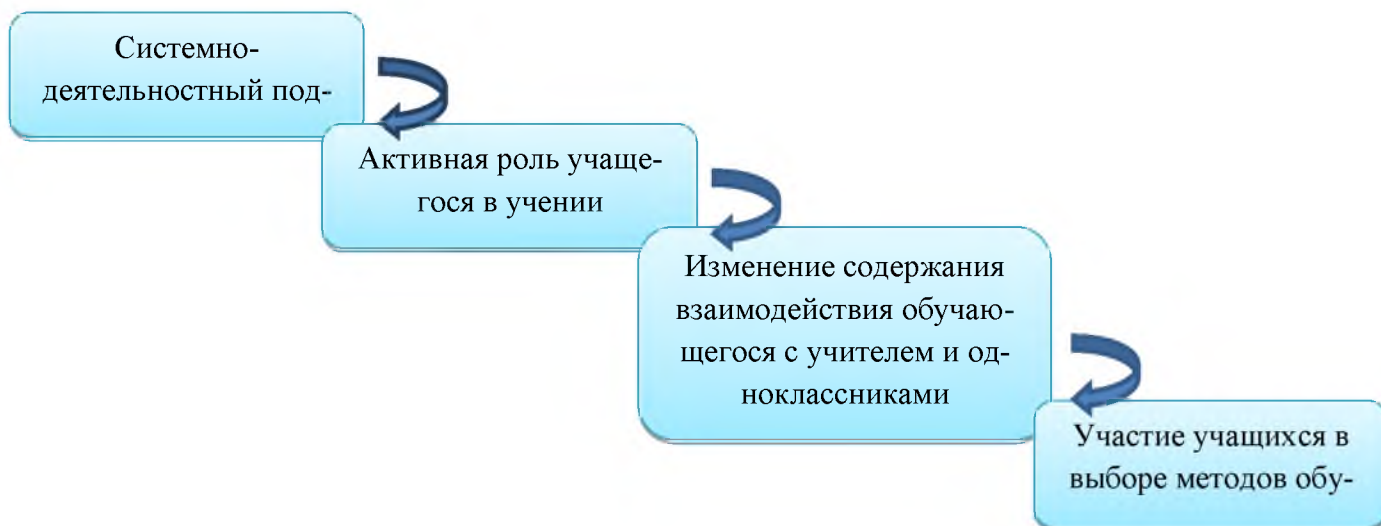 Системно-
деятельностный под-
Активная роль учаще-
гося в учении
Изменение содержания
взаимодействия обучаю-
щегося с учителем и од-
ноклассниками
Участие учащихся в
выборе методов обу-